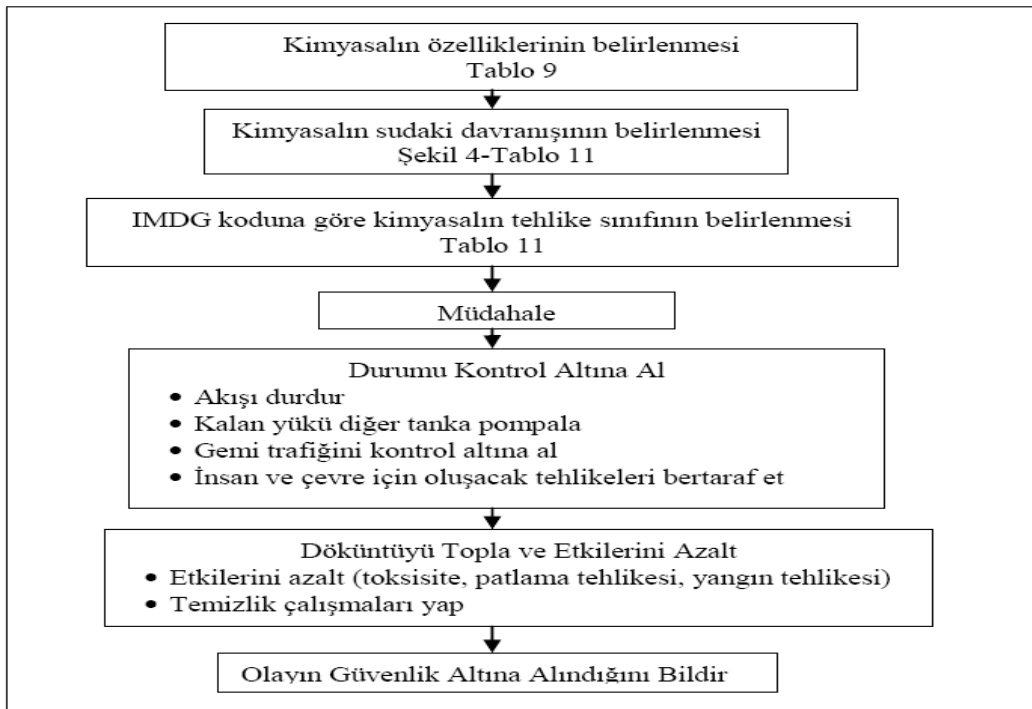 Kimyasalın özelliklerinin belirlenmesi
Tablo 9
Kimyasalın sudaki davranışının belirlenmesi
Şekil 4-Tablo 11
IMDG koduna göre kimyasalın tehlike sınıfının belirlenmesi
Tablo 11
Müdahale
Durumu Kontrol Altına Al
• Akışı durdur
• Kalan yükü diğer tanka pompala
• Gemi trafiğini kontrol altına al
• İnsan ve çevre için oluşacak tehlikeleri bertaraf et
Döküntüyü Topla ve Etkilerini Azalt
• Etkilerini azalt (toksisite, patlama tehlikesi, yangın tehlikesi)
• Temizlik çalışmaları yap
Olayın Güvenlik Altına Alındığını Bildir